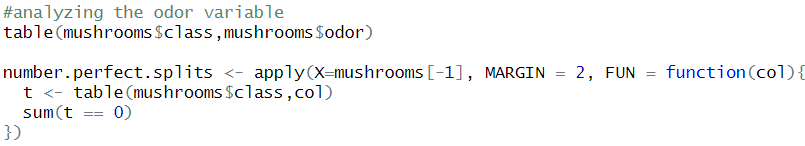 #analyzing the odor variable
table(mushrooms$class,mushrooms$odor)

number.perfect.splits <- apply(X=mushrooms[-1], MARGIN = 2, FUN = function(col){
  t <- table(mushrooms$class,col)
  sum(t == 0)
})